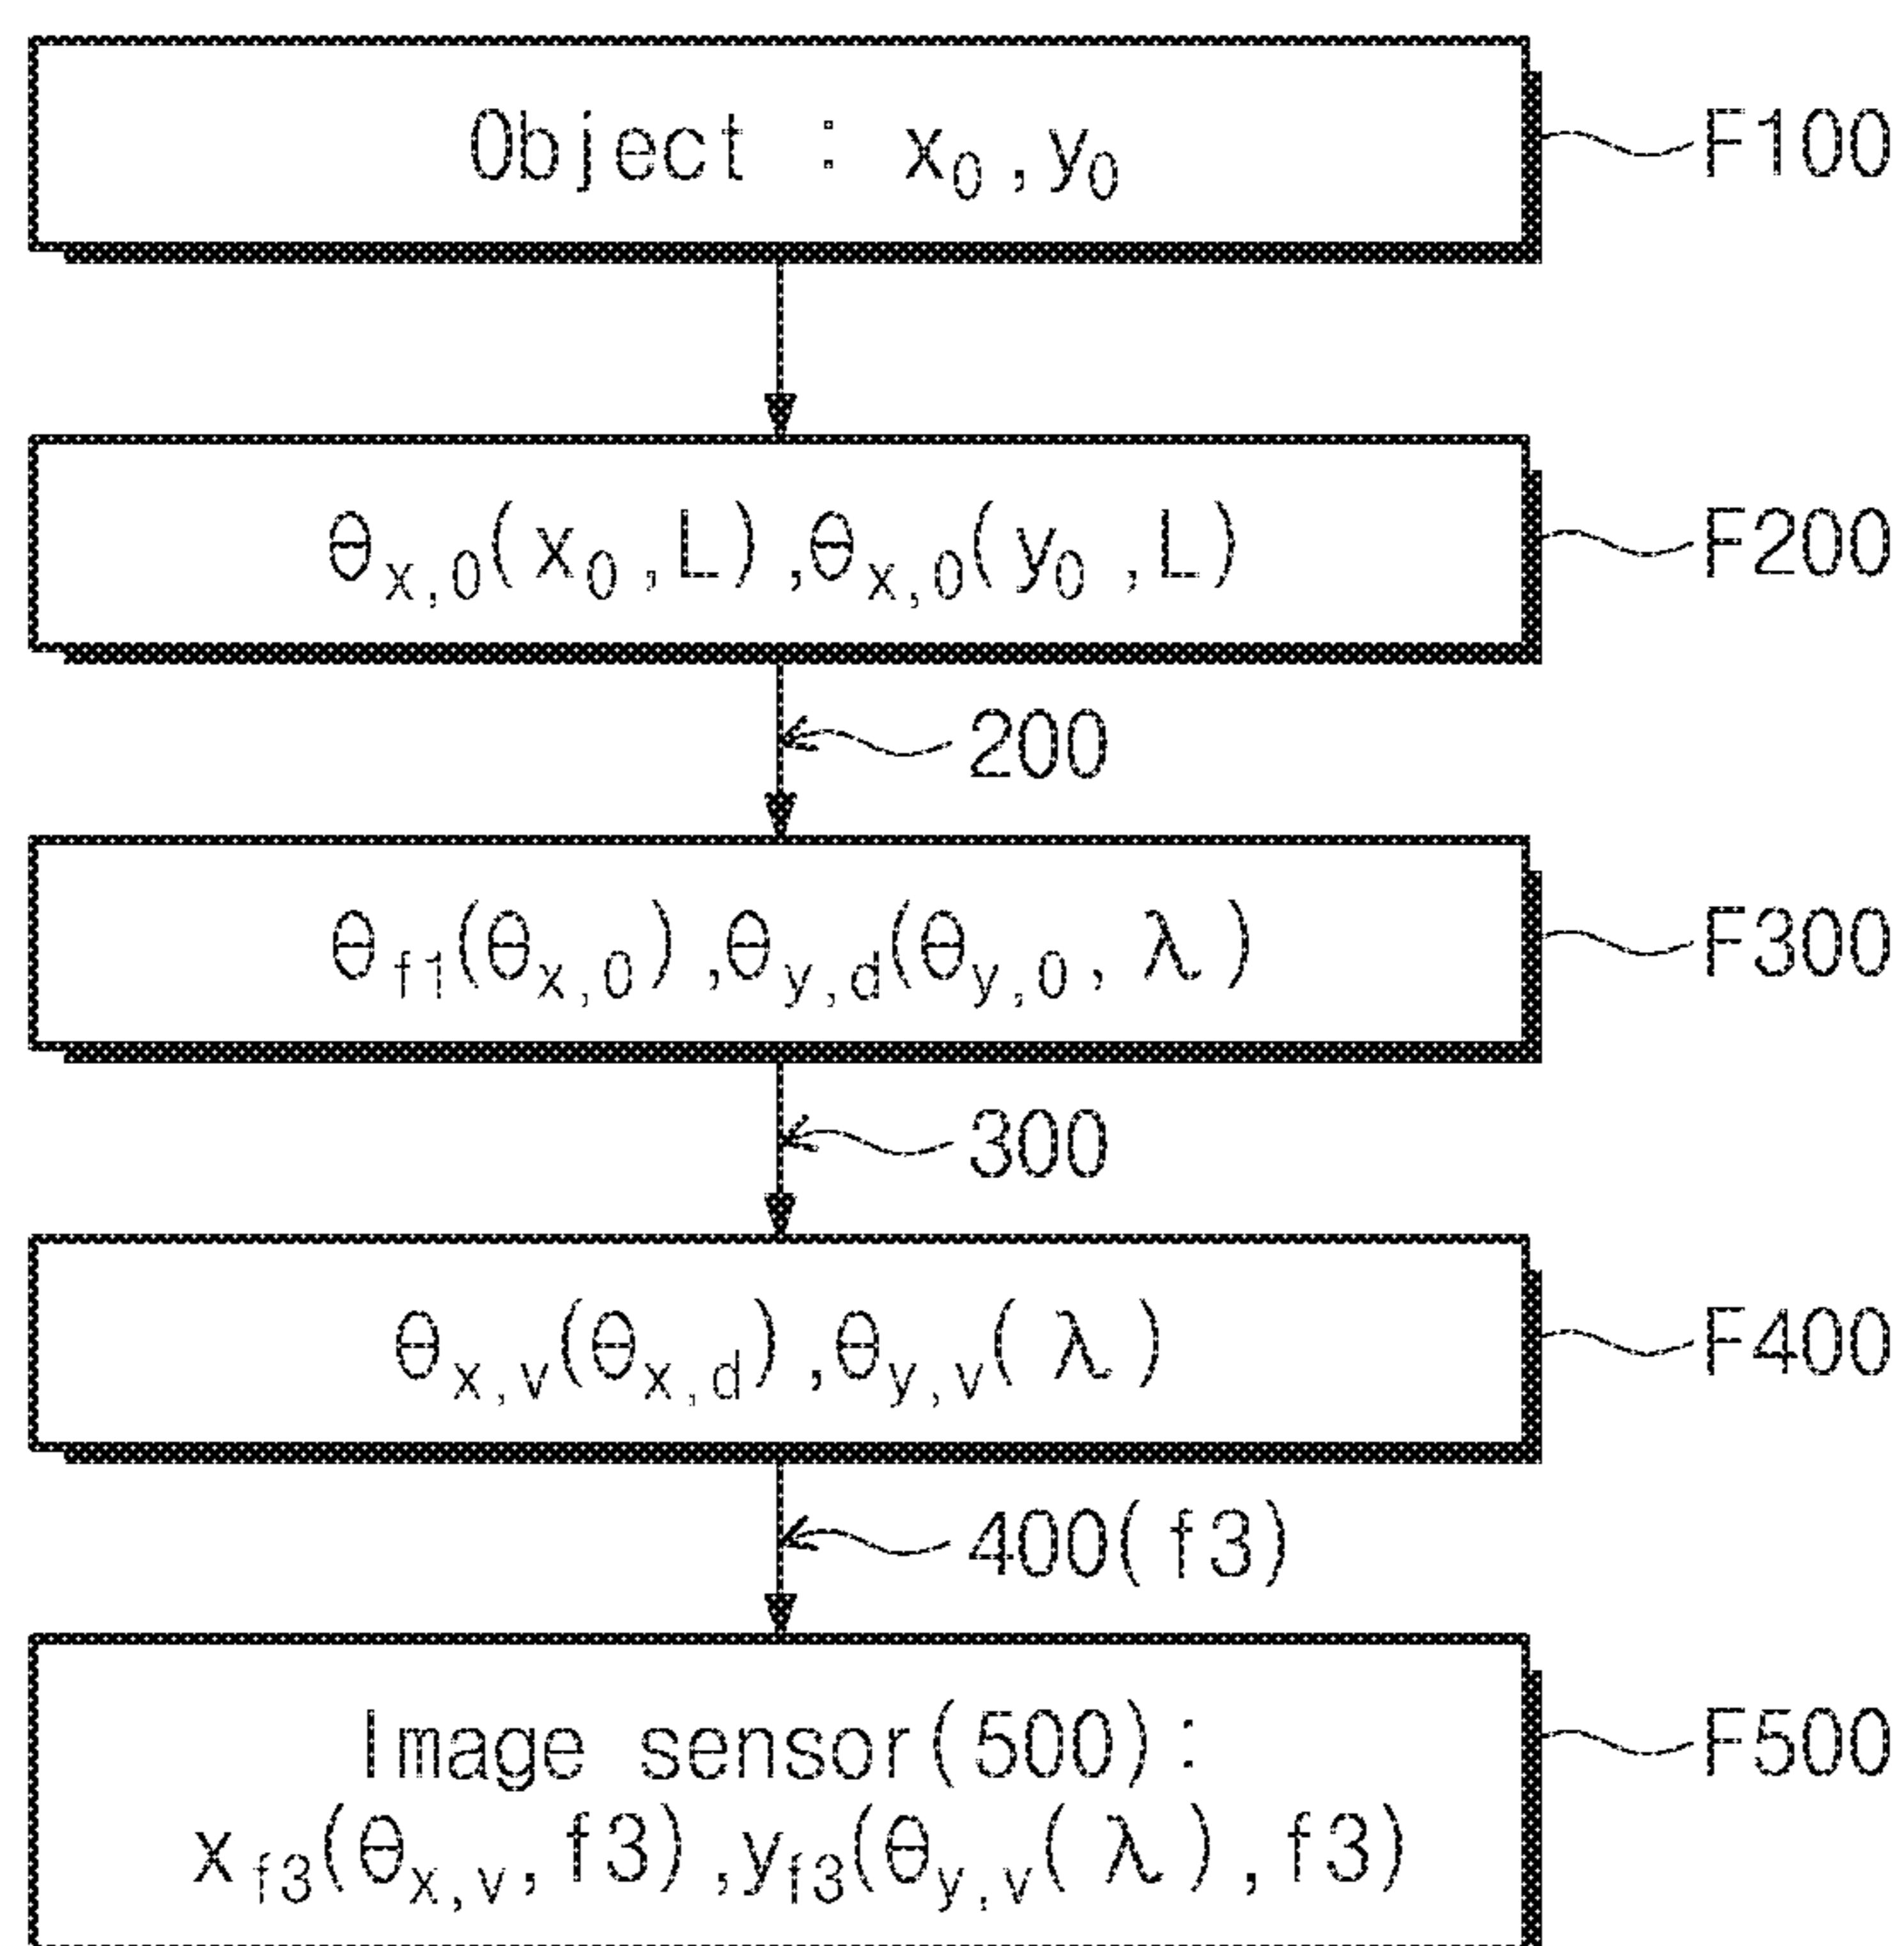 Object : x₀,y₀
F100
θₓ,₀(x₀,L),θₓ,₀(y₀,L)
F200
200
θf1(θₓ,₀),θy,d(θy,₀,λ)
F300
300
θₓ,v(θₓ,d),θy,v(λ)
F400
400(f3)
Image sensor(500):
xf3(θₓ,v,f3),yf3(θy,v(λ),f3)
F500